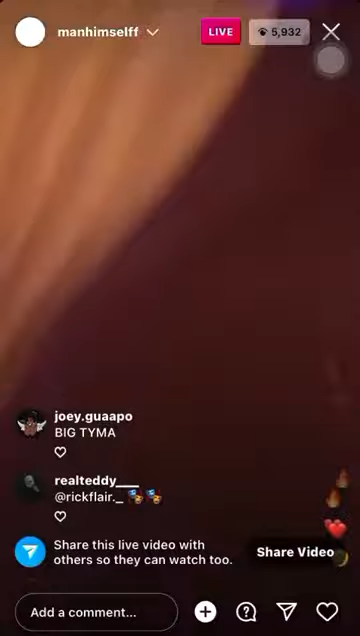 manhimselff
LIVE
5,932
joey.guaapo
BIG TYMA
realteddy___
@rickflair._
Share this live video with
others so they can watch too.
Share Video
Add a comment...